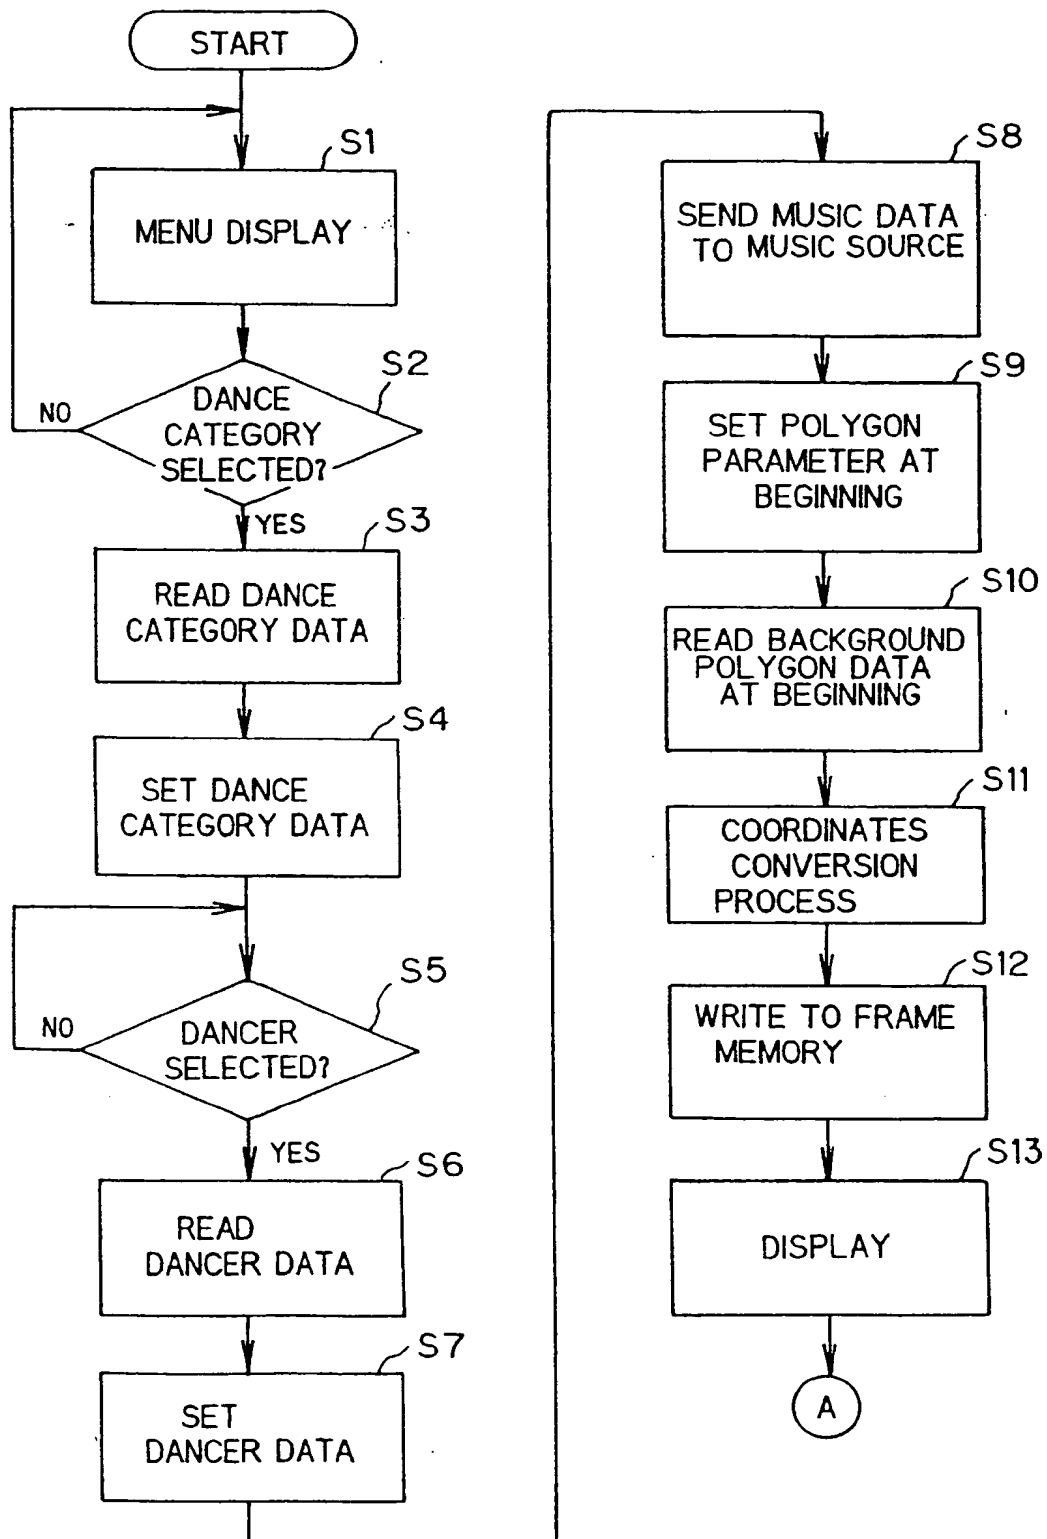 START
S1
MENU DISPLAY
S2
DANCE
CATEGORY
SELECTED?
NO
YES
S3
READ DANCE
CATEGORY DATA
S4
SET DANCE
CATEGORY DATA
S5
DANCER
SELECTED?
NO
YES
S6
READ
DANCER DATA
S7
SET
DANCER DATA
S8
SEND MUSIC DATA
TO MUSIC SOURCE
S9
SET POLYGON
PARAMETER AT
BEGINNING
S10
READ BACKGROUND
POLYGON DATA
AT BEGINNING
S11
COORDINATES
CONVERSION
PROCESS
S12
WRITE TO FRAME
MEMORY
S13
DISPLAY
A